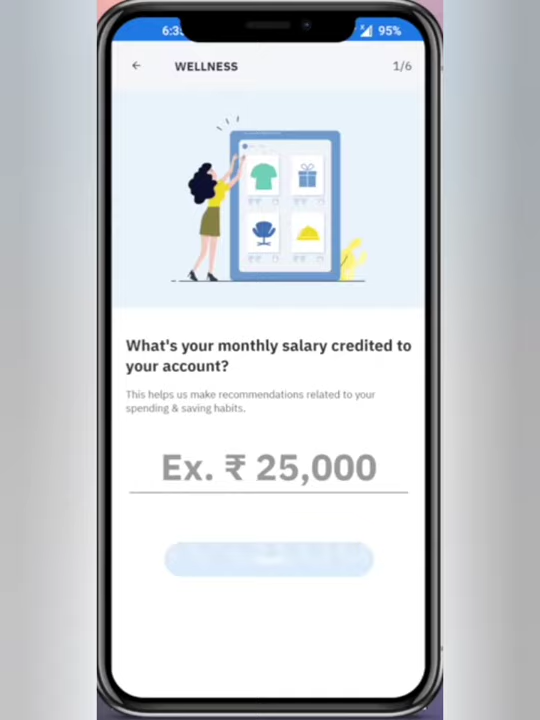 6:3
95%
WELLNESS
1/6
What's your monthly salary credited to
your account?
This helps us make recommendations related to your
spending & saving habits.
Ex. ₹ 25,000